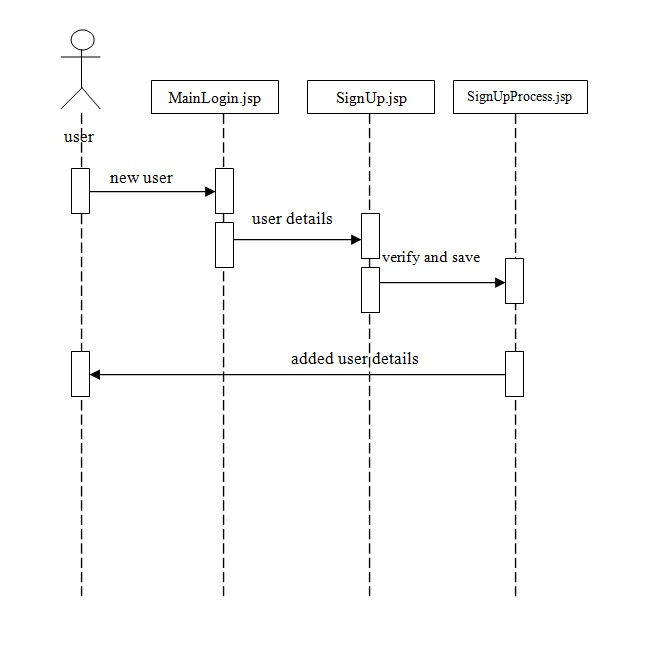 MainLogin.jsp
SignUp.jsp
SignUpProcess.jsp
user
new user
user details
verify and save
added user details